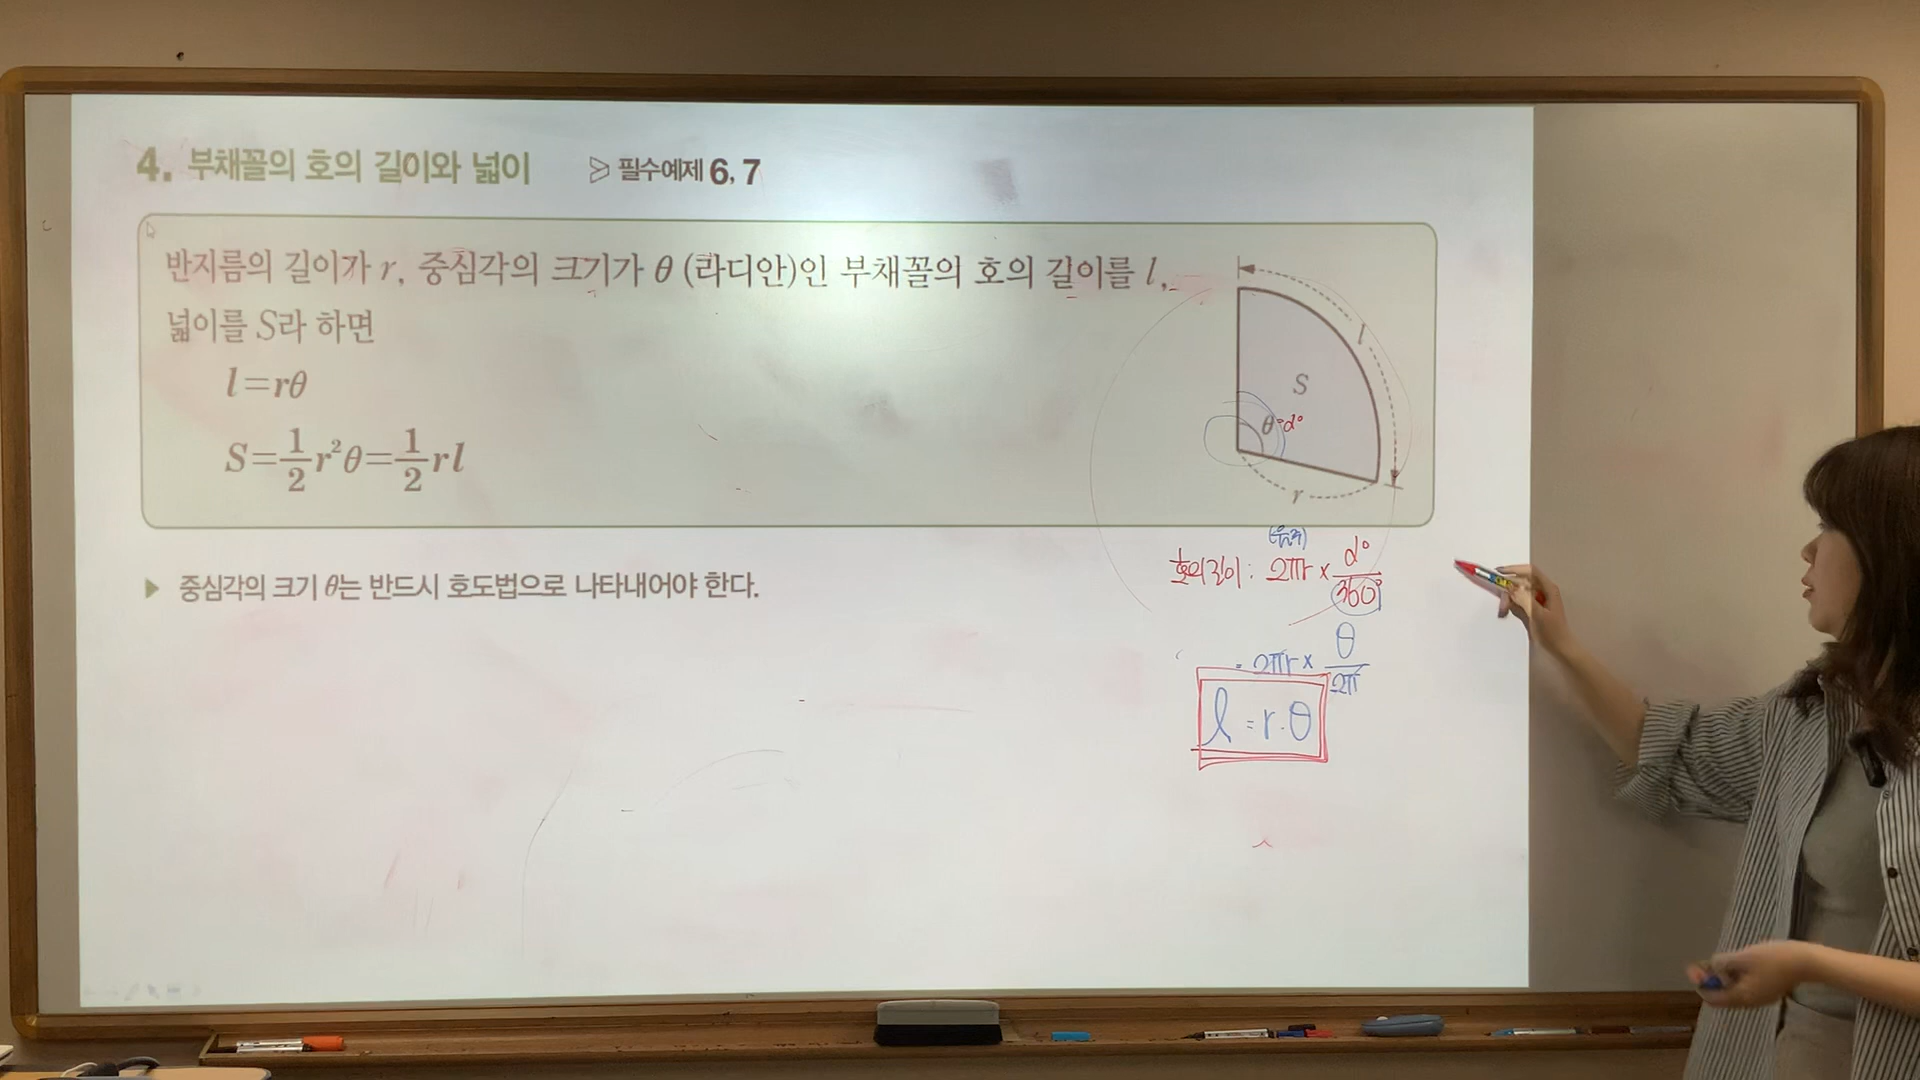 4. 부채꼴의 호의 길이와 넓이 필수예제 6, 7
반지름의 길이가 r, 중심각의 크기가 θ (라디안)인 부채꼴의 호의 길이를 l,
넓이를 S라 하면
l=rθ
S=1/2 r²θ=1/2 rl
l
S
θ=α°
r
▶ 중심각의 크기 θ는 반드시 호도법으로 나타내어야 한다.
호의길이: 2πr × α°/360°
= 2πr × θ/2π
l = r·θ